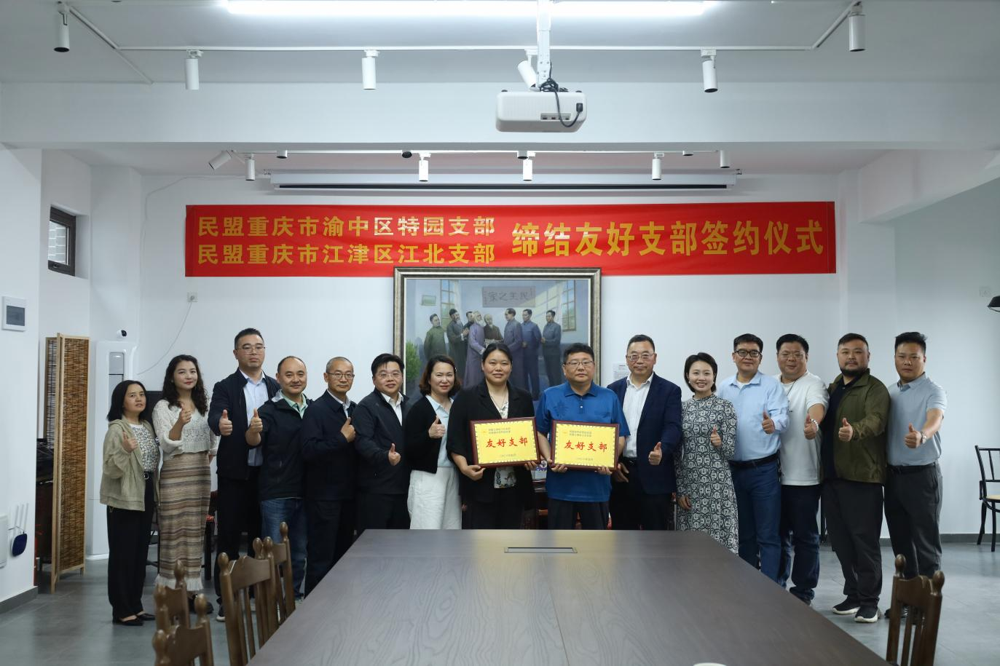 民盟重庆市渝中区特园支部
民盟重庆市江津区江北支部
缔结友好支部签约仪式
家之主民
友好支部
友好支部